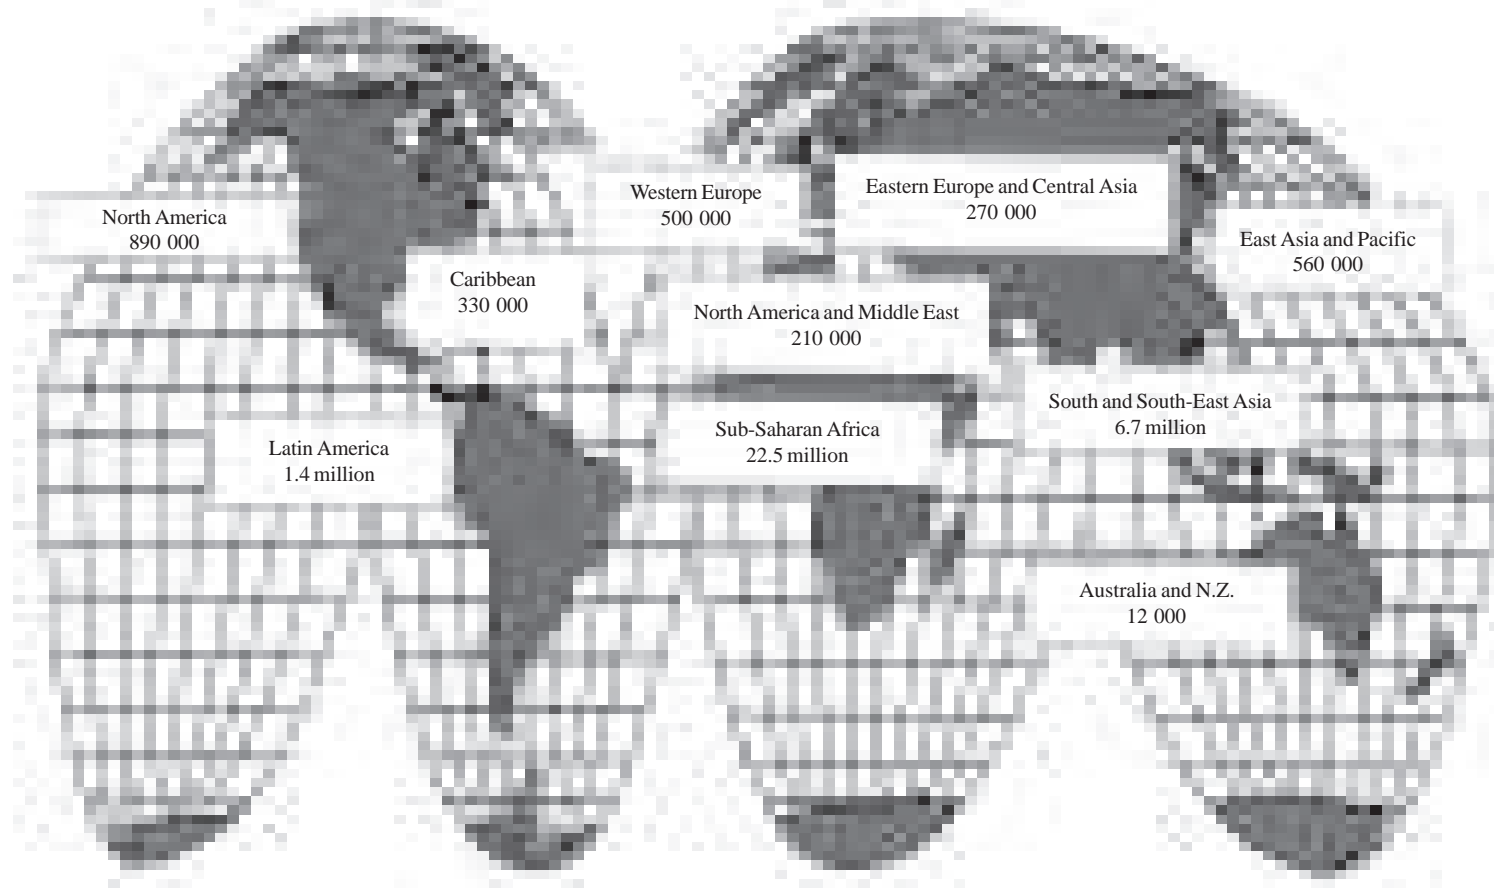 Western Europe
500 000
Eastern Europe and Central Asia
270 000
North America
890 000
East Asia and Pacific
560 000
Caribbean
330 000
North America and Middle East
210 000
South and South-East Asia
6.7 million
Sub-Saharan Africa
22.5 million
Latin America
1.4 million
Australia and N.Z.
12 000